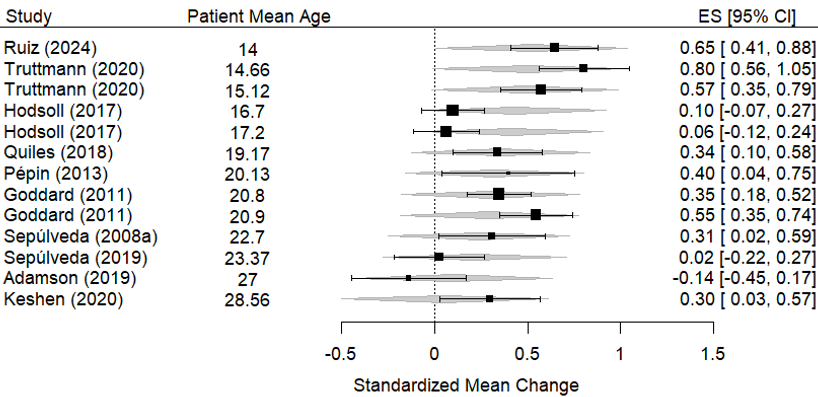 Study Patient Mean Age ES [95% CI]
Ruiz (2024) 14 0.65 [ 0.41, 0.88]
Truttmann (2020) 14.66 0.80 [ 0.56, 1.05]
Truttmann (2020) 15.12 0.57 [ 0.35, 0.79]
Hodsoll (2017) 16.7 0.10 [-0.07, 0.27]
Hodsoll (2017) 17.2 0.06 [-0.12, 0.24]
Quiles (2018) 19.17 0.34 [ 0.10, 0.58]
Pépin (2013) 20.13 0.40 [ 0.04, 0.75]
Goddard (2011) 20.8 0.35 [ 0.18, 0.52]
Goddard (2011) 20.9 0.55 [ 0.35, 0.74]
Sepúlveda (2008a) 22.7 0.31 [ 0.02, 0.59]
Sepúlveda (2019) 23.37 0.02 [-0.22, 0.27]
Adamson (2019) 27 -0.14 [-0.45, 0.17]
Keshen (2020) 28.56 0.30 [ 0.03, 0.57]
-0.5 0 0.5 1 1.5
Standardized Mean Change